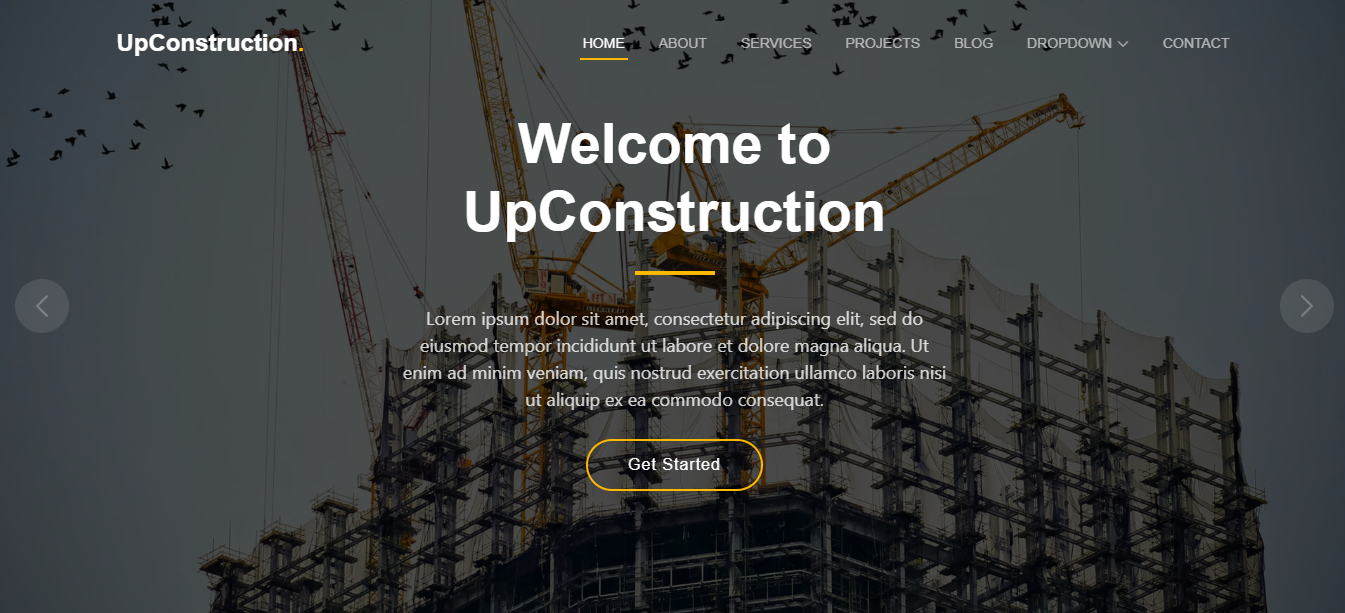 UpConstruction.
HOME ABOUT SERVICES PROJECTS BLOG DROPDOWN CONTACT
Welcome to
UpConstruction
Lorem ipsum dolor sit amet, consectetur adipiscing elit, sed do
eiusmod tempor incididunt ut labore et dolore magna aliqua. Ut
enim ad minim veniam, quis nostrud exercitation ullamco laboris nisi
ut aliquip ex ea commodo consequat.
Get Started